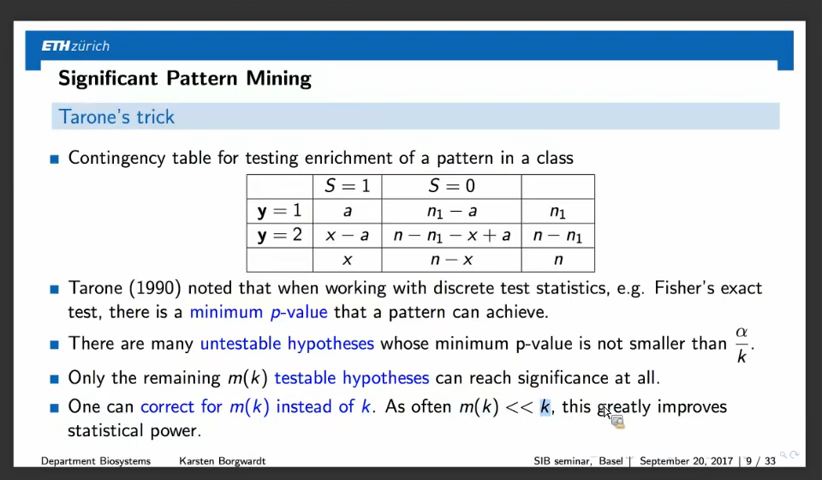 ETH zürich
Significant Pattern Mining
Tarone's trick
Contingency table for testing enrichment of a pattern in a class
S = 1 S = 0
y = 1 a n₁ − a n₁
y = 2 x − a n − n₁ − x + a n − n₁
x n − x n
Tarone (1990) noted that when working with discrete test statistics, e.g. Fisher's exact
test, there is a minimum p-value that a pattern can achieve.
There are many untestable hypotheses whose minimum p-value is not smaller than α/k.
Only the remaining m(k) testable hypotheses can reach significance at all.
One can correct for m(k) instead of k. As often m(k) << k, this greatly improves
statistical power.
Department Biosystems Karsten Borgwardt SIB seminar, Basel | September 20, 2017 | 9 / 33